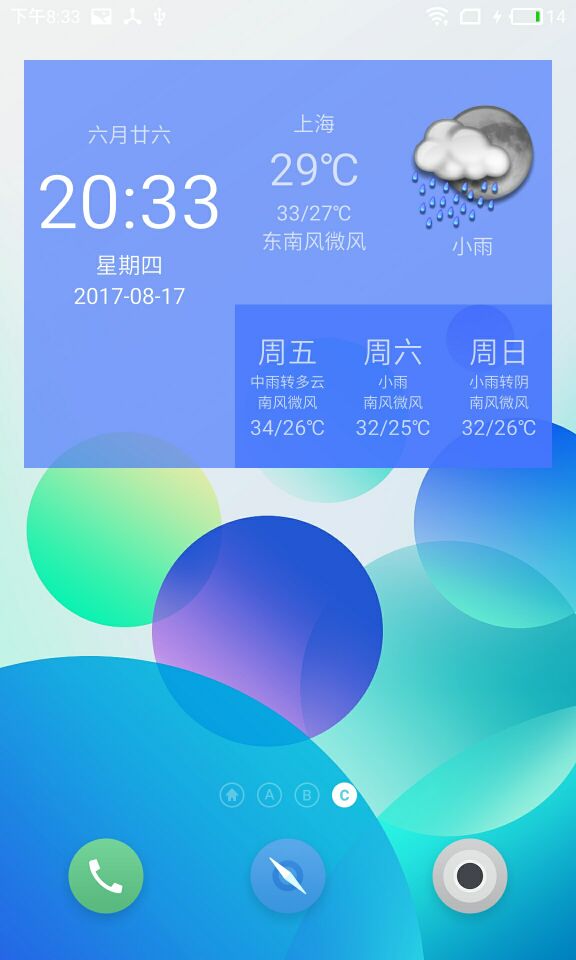 下午8:33
14
六月廿六
20:33
星期四
2017-08-17
上海
29℃
33/27℃
东南风微风
小雨
周五
中雨转多云
南风微风
34/26℃
周六
小雨
南风微风
32/25℃
周日
小雨转阴
南风微风
32/26℃
A B C